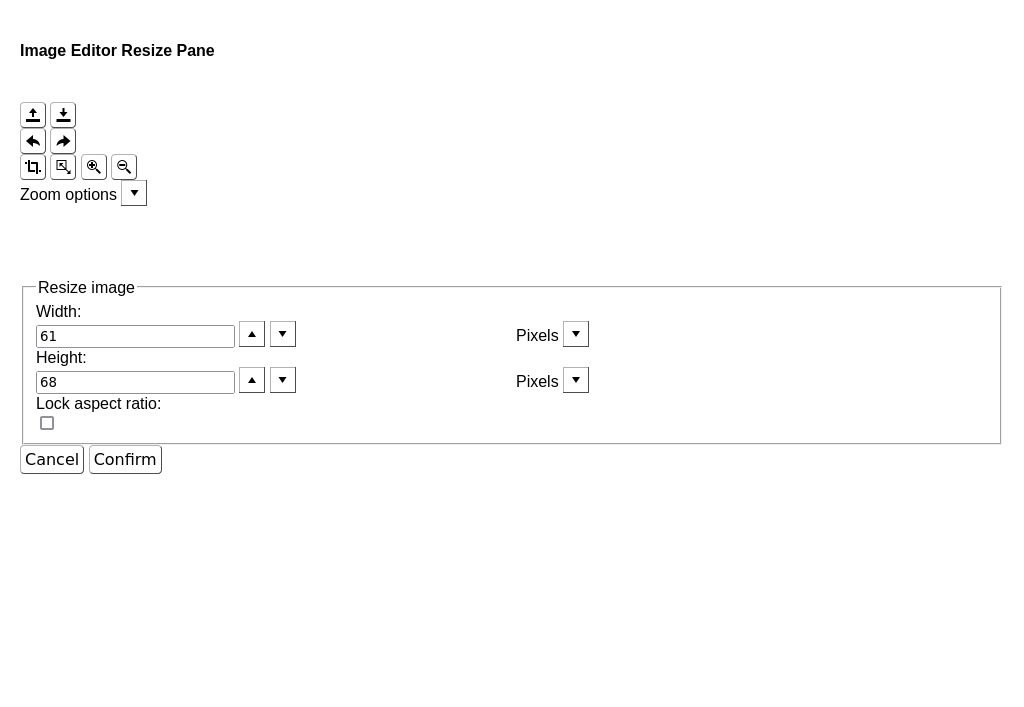 Image Editor Resize Pane
Zoom options
Resize image
Width:
61 Pixels
Height:
68 Pixels
Lock aspect ratio:
Cancel Confirm